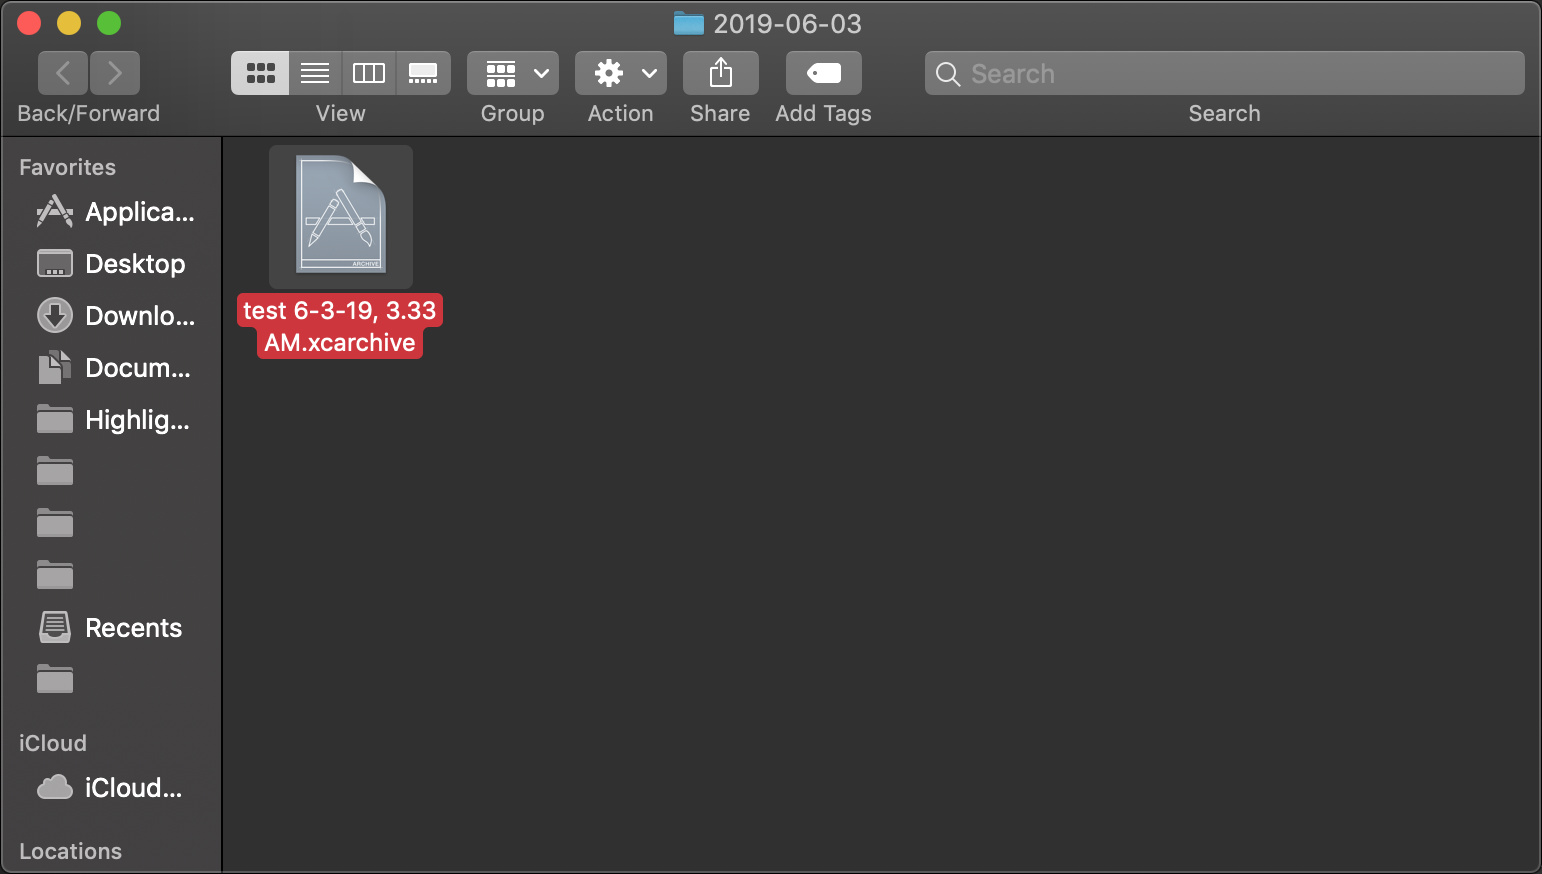 2019-06-03
Search
Back/Forward
View
Group
Action
Share
Add Tags
Search
Favorites
Applica...
Desktop
Downlo...
Docum...
Highlig...
Recents
iCloud
iCloud...
Locations
ARCHIVE
test 6-3-19, 3.33
AM.xcarchive